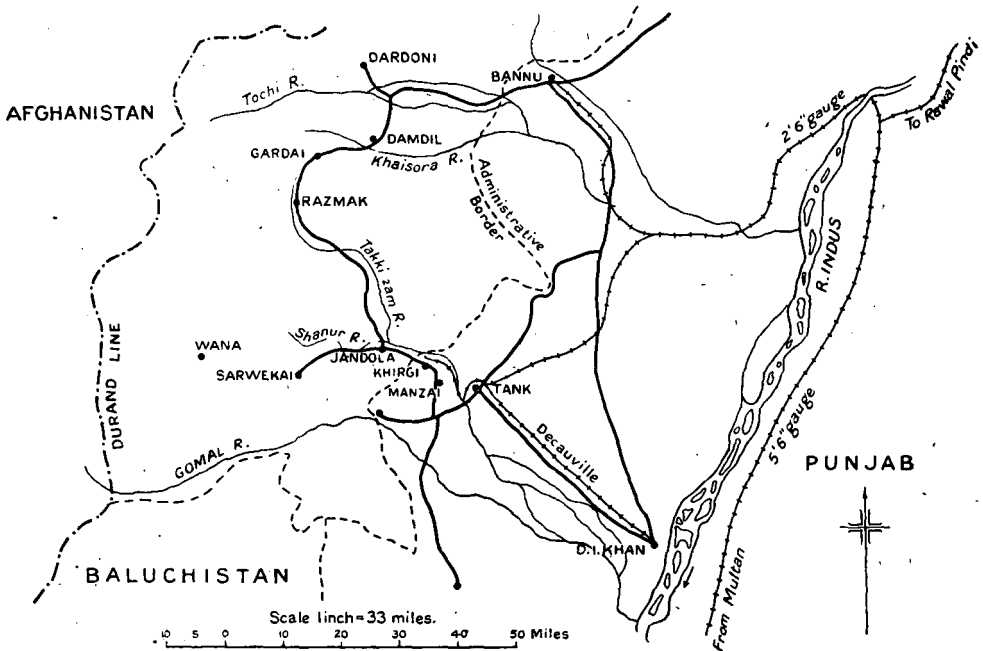 DARDONI
BANNU
Tochi R.
AFGHANISTAN
2'6" gauge
To Rawal Pindi
DAMDIL
GARDAI
Khaisora R.
Administrative
Border
RAZMAK
Takki zam R.
R. INDUS
Shanur R.
WANA
JANDOLA
SARWEKAI
KHIRGI
MANZAI
TANK
DURAND LINE
5'6" gauge
Decauville
GOMAL R.
PUNJAB
D.I. KHAN
BALUCHISTAN
From Multan
Scale 1inch=33 miles.
10 5 0 10 20 30 40 50 Miles